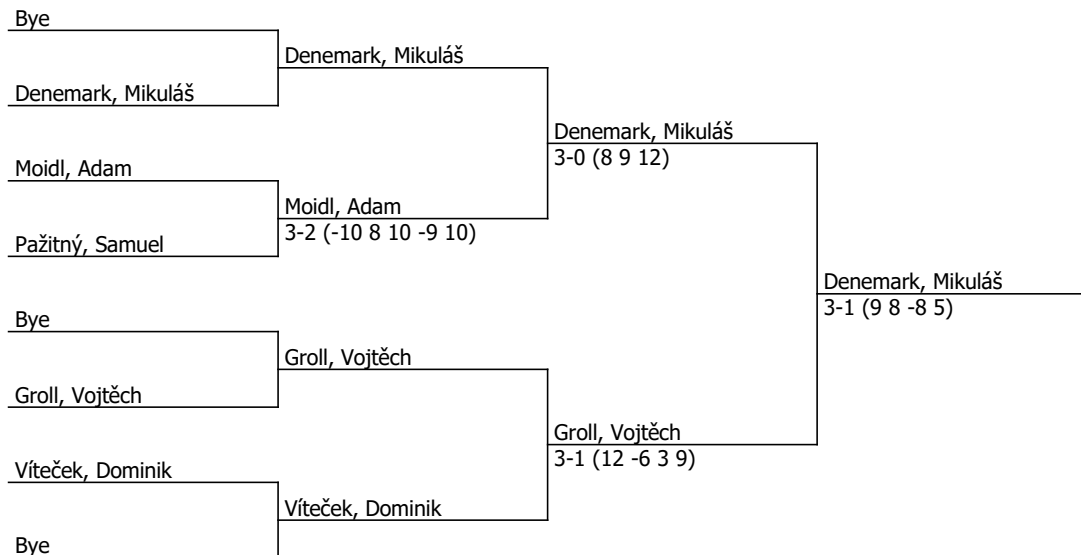 Bye
Denemark, Mikuláš
Denemark, Mikuláš
Denemark, Mikuláš
3-0 (8 9 12)
Moidl, Adam
Moidl, Adam
3-2 (-10 8 10 -9 10)
Pažitný, Samuel
Denemark, Mikuláš
3-1 (9 8 -8 5)
Bye
Groll, Vojtěch
Groll, Vojtěch
Groll, Vojtěch
3-1 (12 -6 3 9)
Víteček, Dominik
Víteček, Dominik
Bye